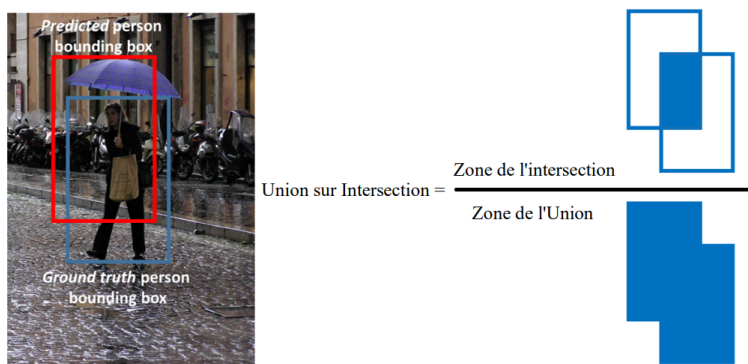 Predicted person
bounding box
Union sur Intersection =
Zone de l'intersection
Zone de l'Union
Ground truth person
bounding box